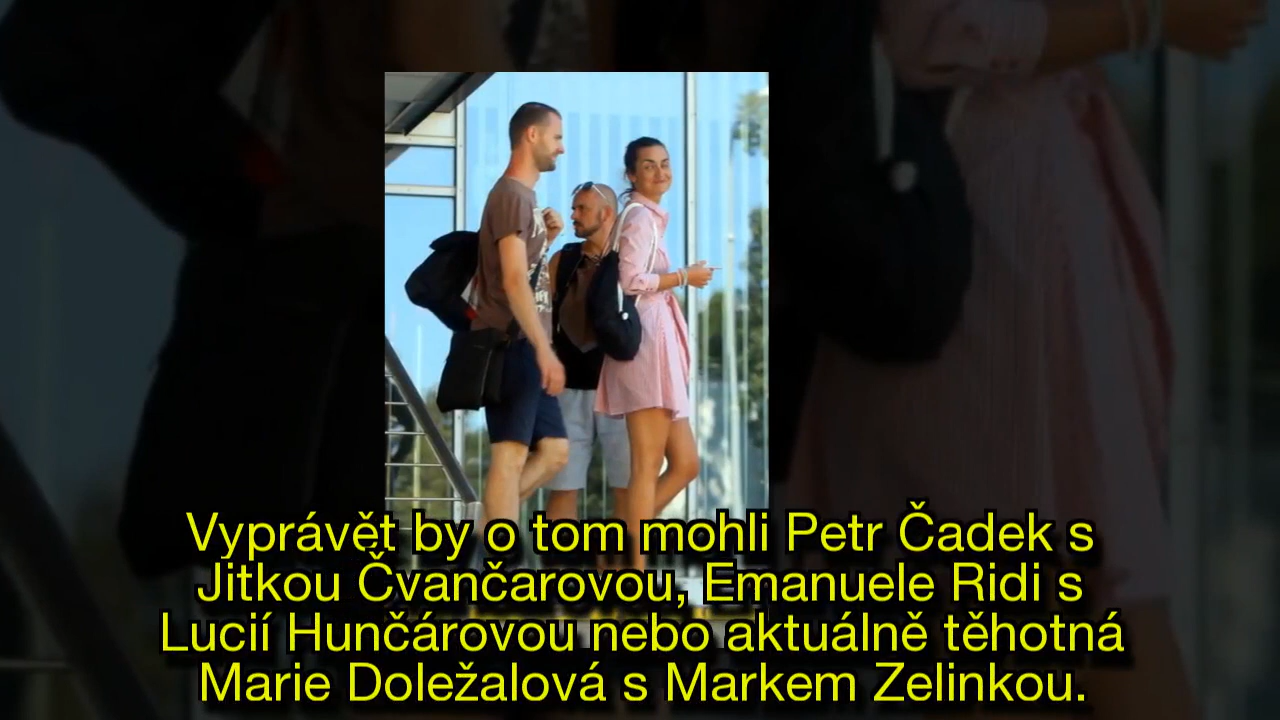 Vyprávět by o tom mohli Petr Čadek s
Jitkou Čvančarovou, Emanuele Ridi s
Lucií Hunčárovou nebo aktuálně těhotná
Marie Doležalová s Markem Zelinkou.